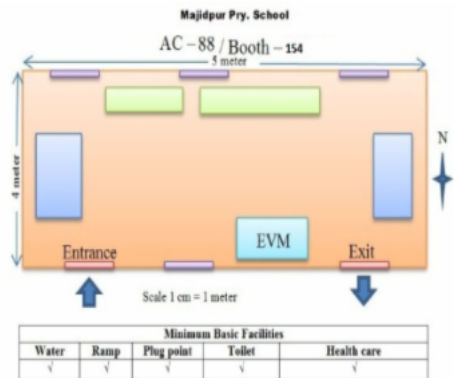 Majidpur Pry. School
AC – 88 / Booth – 154
5 meter
4 meter
N
Entrance
EVM
Exit
Scale 1 cm = 1 meter
Minimum Basic Facilities
Water Ramp Plug point Toilet Health care
√ √ √ √ √